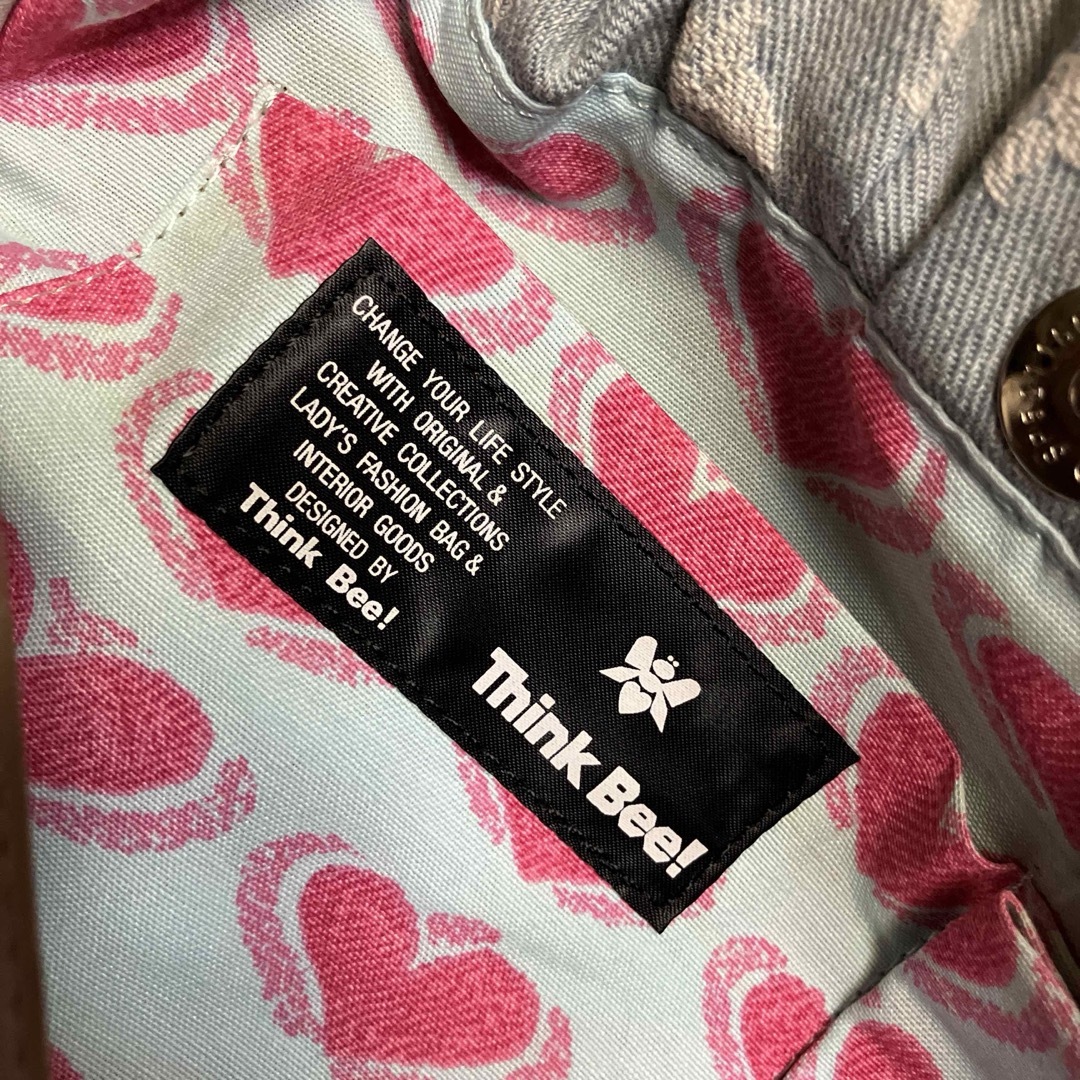 CHANGE YOUR LIFE STYLE
WITH ORIGINAL &
CREATIVE COLLECTIONS
LADY'S FASHION BAG &
INTERIOR GOODS
DESIGNED BY
Think Bee!
Think Bee!